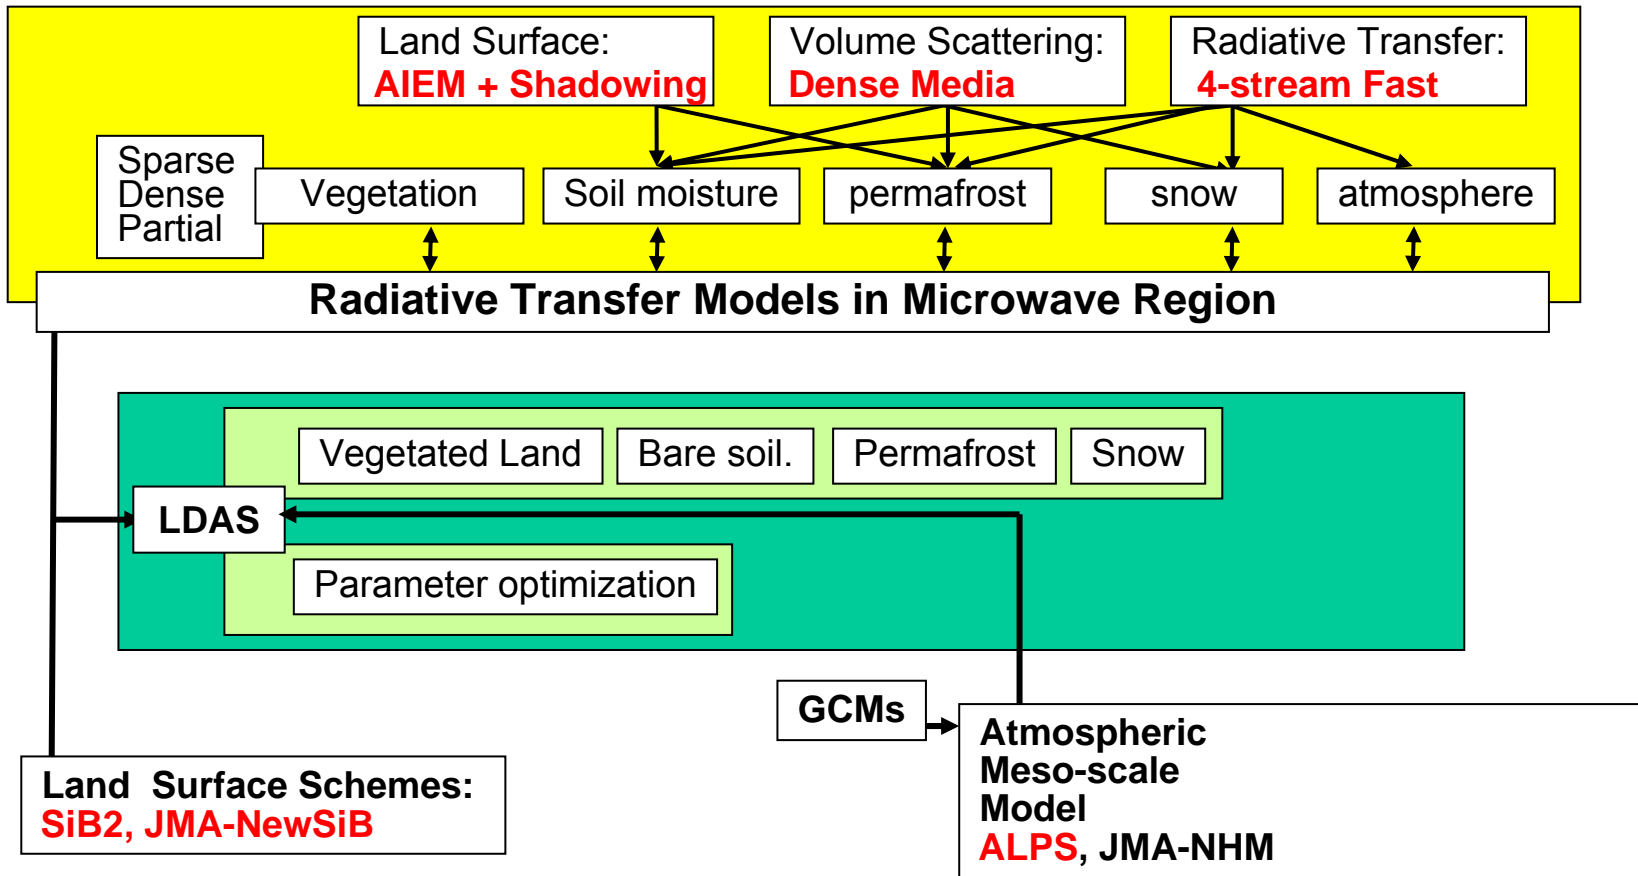 Land Surface:
AIEM + Shadowing
Volume Scattering:
Dense Media
Radiative Transfer:
4-stream Fast
Sparse
Dense
Partial
Vegetation
Soil moisture
permafrost
snow
atmosphere
Radiative Transfer Models in Microwave Region
Vegetated Land
Bare soil.
Permafrost
Snow
LDAS
Parameter optimization
GCMs
Atmospheric
Meso-scale
Model
ALPS, JMA-NHM
Land Surface Schemes:
SiB2, JMA-NewSiB